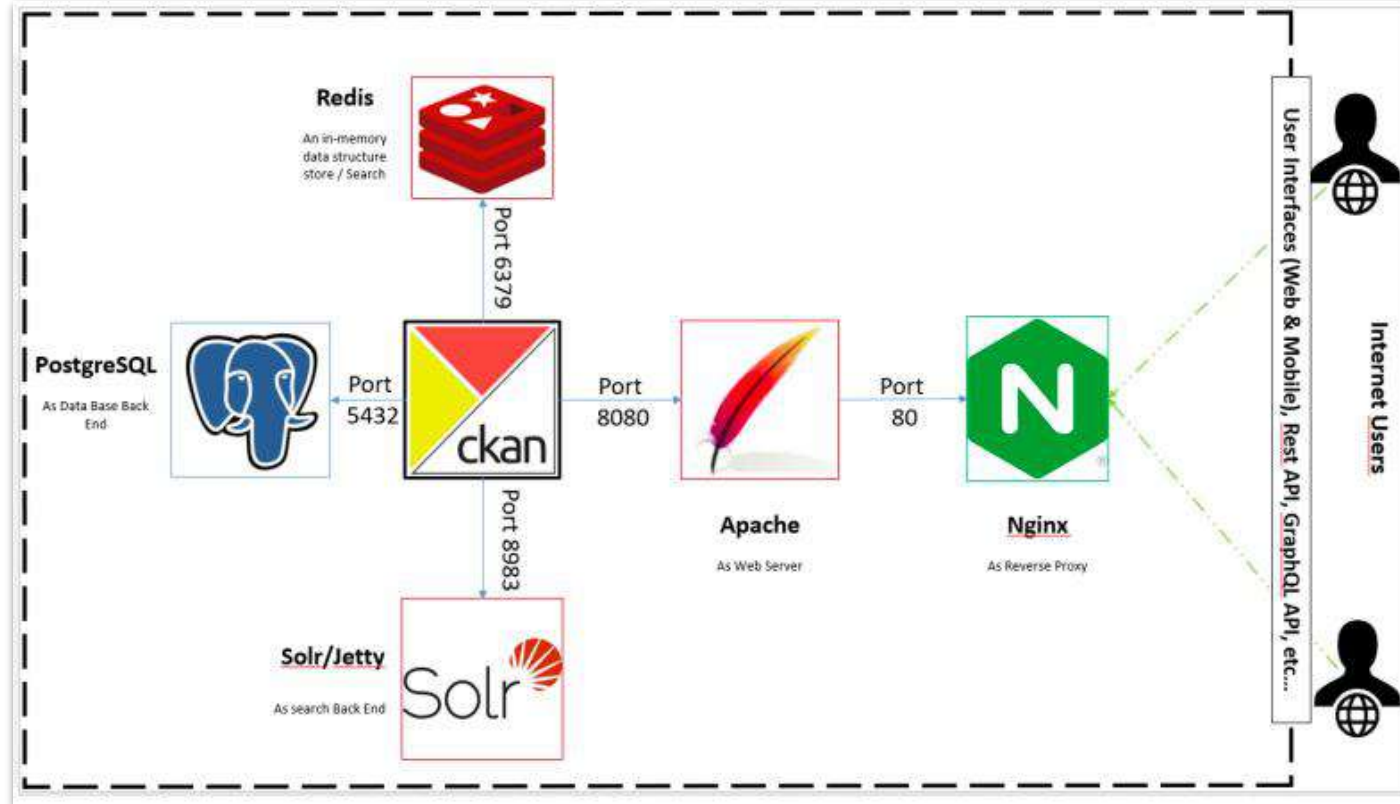 Redis
An in-memory
data structure
store / Search
Port 6379
PostgreSQL
As Data Base Back
End
Port
5432
ckan
Port
8080
Port
80
N
®
Apache
As Web Server
Nginx
As Reverse Proxy
Port 8983
Solr/Jetty
As search Back End
Solr
User Interfaces (Web & Mobile), Rest API, GraphQL API, etc...
Internet Users